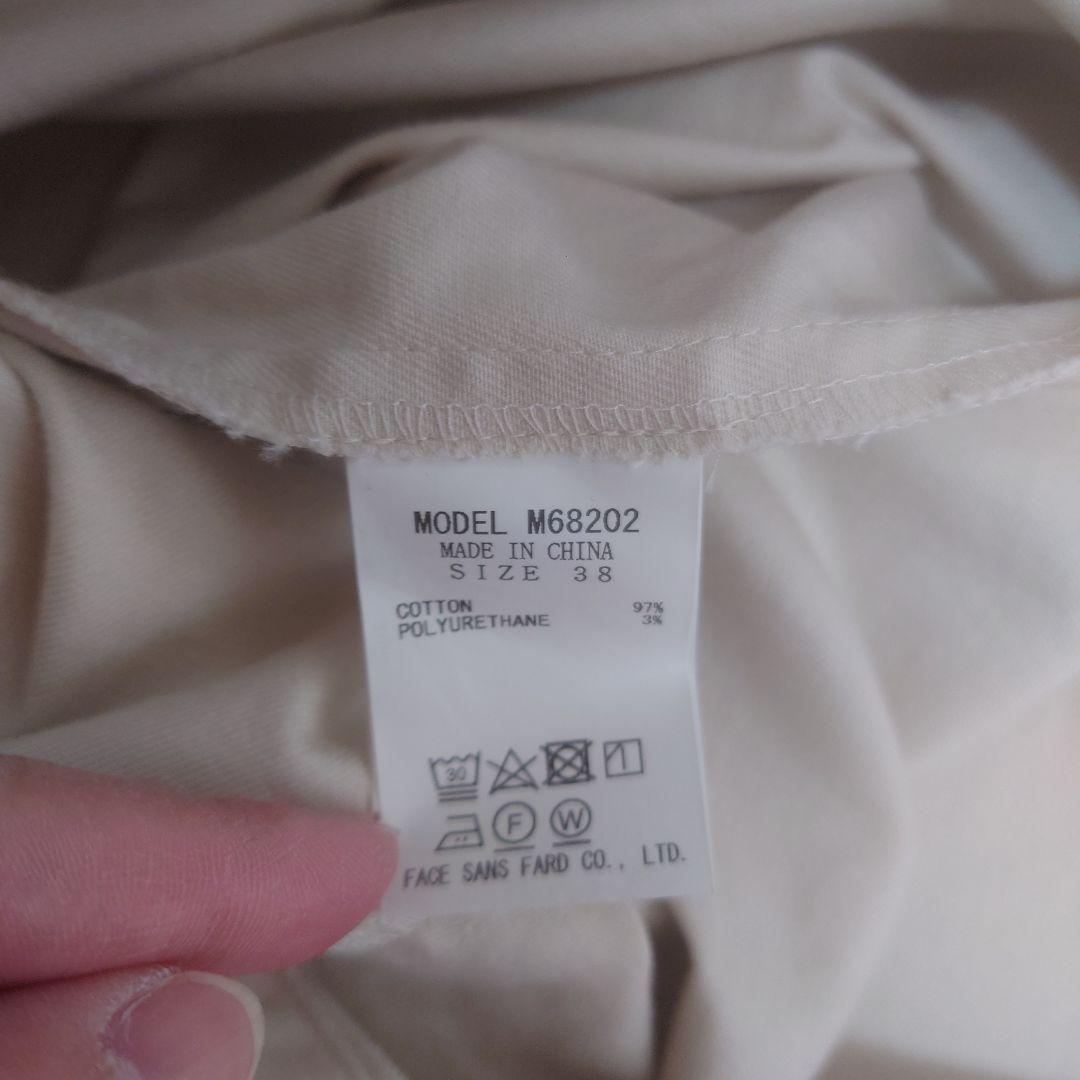 MODEL M68202
MADE IN CHINA
SIZE 38
COTTON 97%
POLYURETHANE 3%
30
F W
FACE SANS FARD CO., LTD.